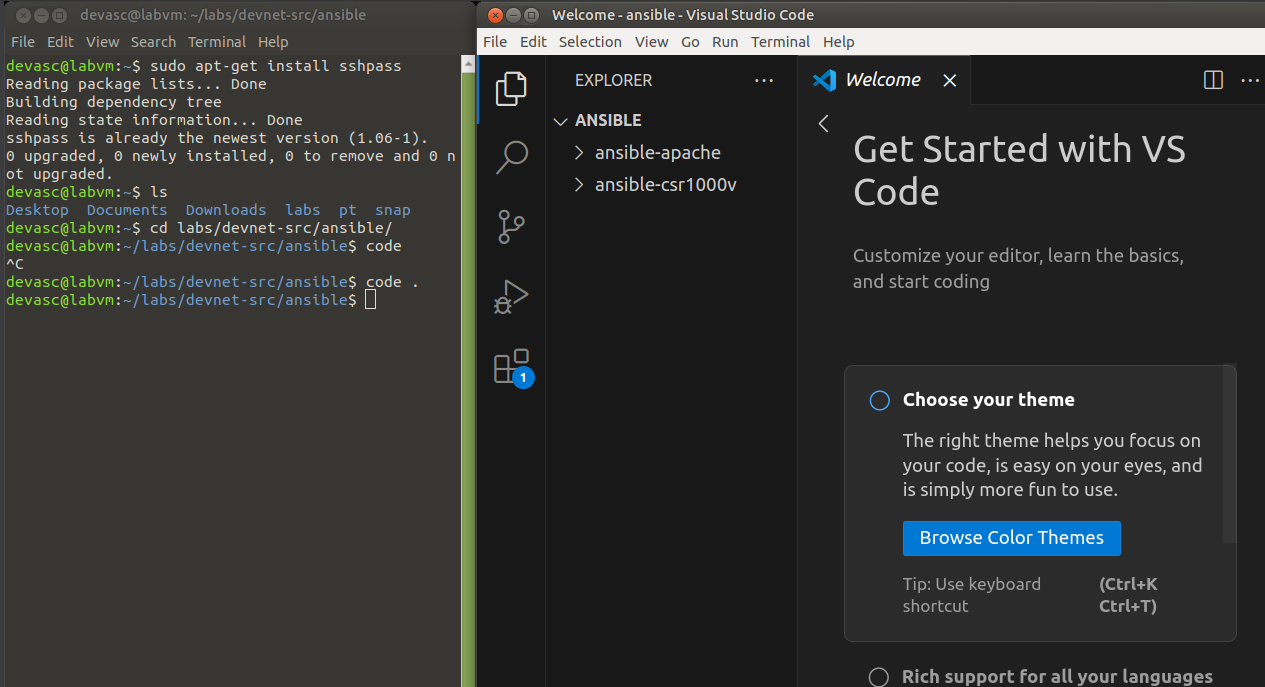 devasc@labvm: ~/labs/devnet-src/ansible
File Edit View Search Terminal Help
devasc@labvm:~$ sudo apt-get install sshpass
Reading package lists... Done
Building dependency tree
Reading state information... Done
sshpass is already the newest version (1.06-1).
0 upgraded, 0 newly installed, 0 to remove and 0 n
ot upgraded.
devasc@labvm:~$ ls
Desktop Documents Downloads labs pt snap
devasc@labvm:~$ cd labs/devnet-src/ansible/
devasc@labvm:~/labs/devnet-src/ansible$ code
^C
devasc@labvm:~/labs/devnet-src/ansible$ code .
devasc@labvm:~/labs/devnet-src/ansible$
Welcome - ansible - Visual Studio Code
File Edit Selection View Go Run Terminal Help
EXPLORER
ANSIBLE
ansible-apache
ansible-csr1000v
1
Welcome
Get Started with VS
Code
Customize your editor, learn the basics,
and start coding
Choose your theme
The right theme helps you focus on
your code, is easy on your eyes, and
is simply more fun to use.
Browse Color Themes
Tip: Use keyboard
shortcut
(Ctrl+K
Ctrl+T)
Rich support for all your languages